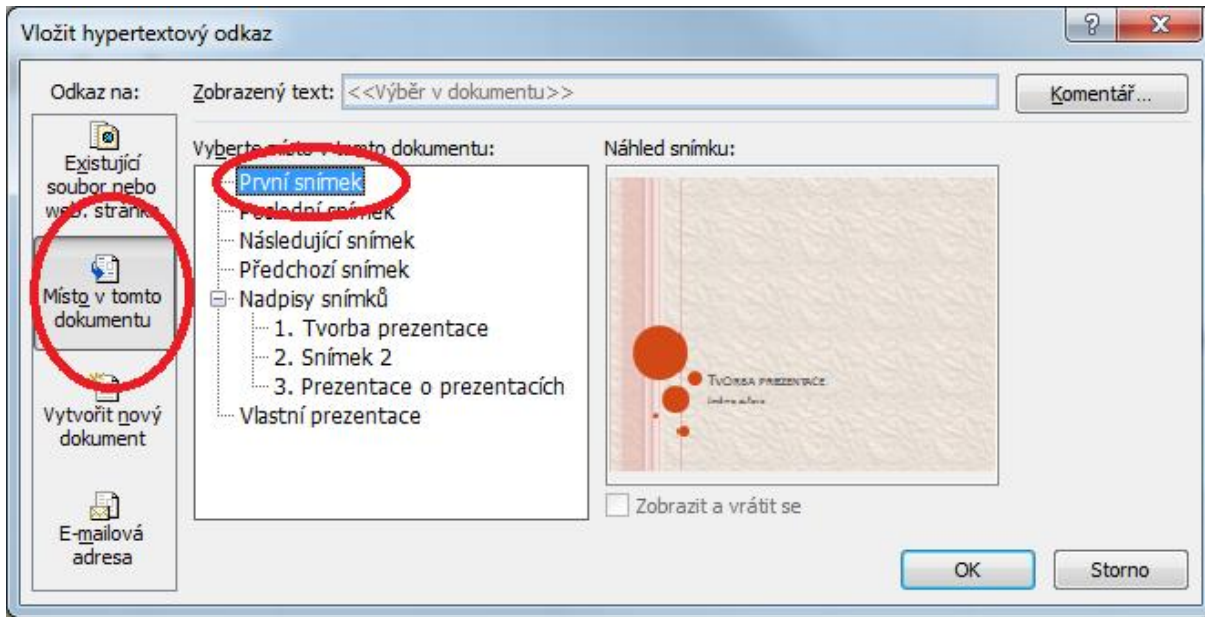 Vložit hypertextový odkaz
Odkaz na:
Zobrazený text:
<<Výběr v dokumentu>>
Komentář...
Existující
soubor nebo
web. stránka
Místo v tomto
dokumentu
Vytvořit nový
dokument
E-mailová
adresa
Vyberte místo v tomto dokumentu:
První snímek
Poslední snímek
Následující snímek
Předchozí snímek
Nadpisy snímků
1. Tvorba prezentace
2. Snímek 2
3. Prezentace o prezentacích
Vlastní prezentace
Náhled snímku:
TVORBA PREZENTACE
Zobrazit a vrátit se
OK
Storno